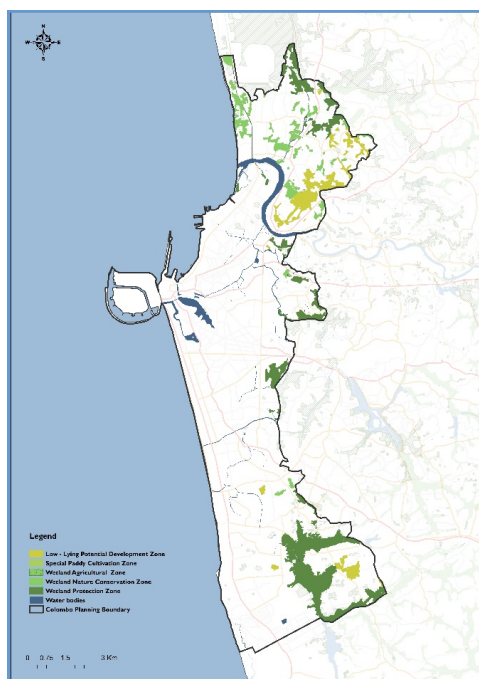 N
W E
S
Legend
Low - Lying Potential Development Zone
Special Paddy Cultivation Zone
Wetland Agricultural Zone
Wetland Nature Conservation Zone
Wetland Protection Zone
Water bodies
Colombo Planning Boundary
0 0.75 1.5 3 Km